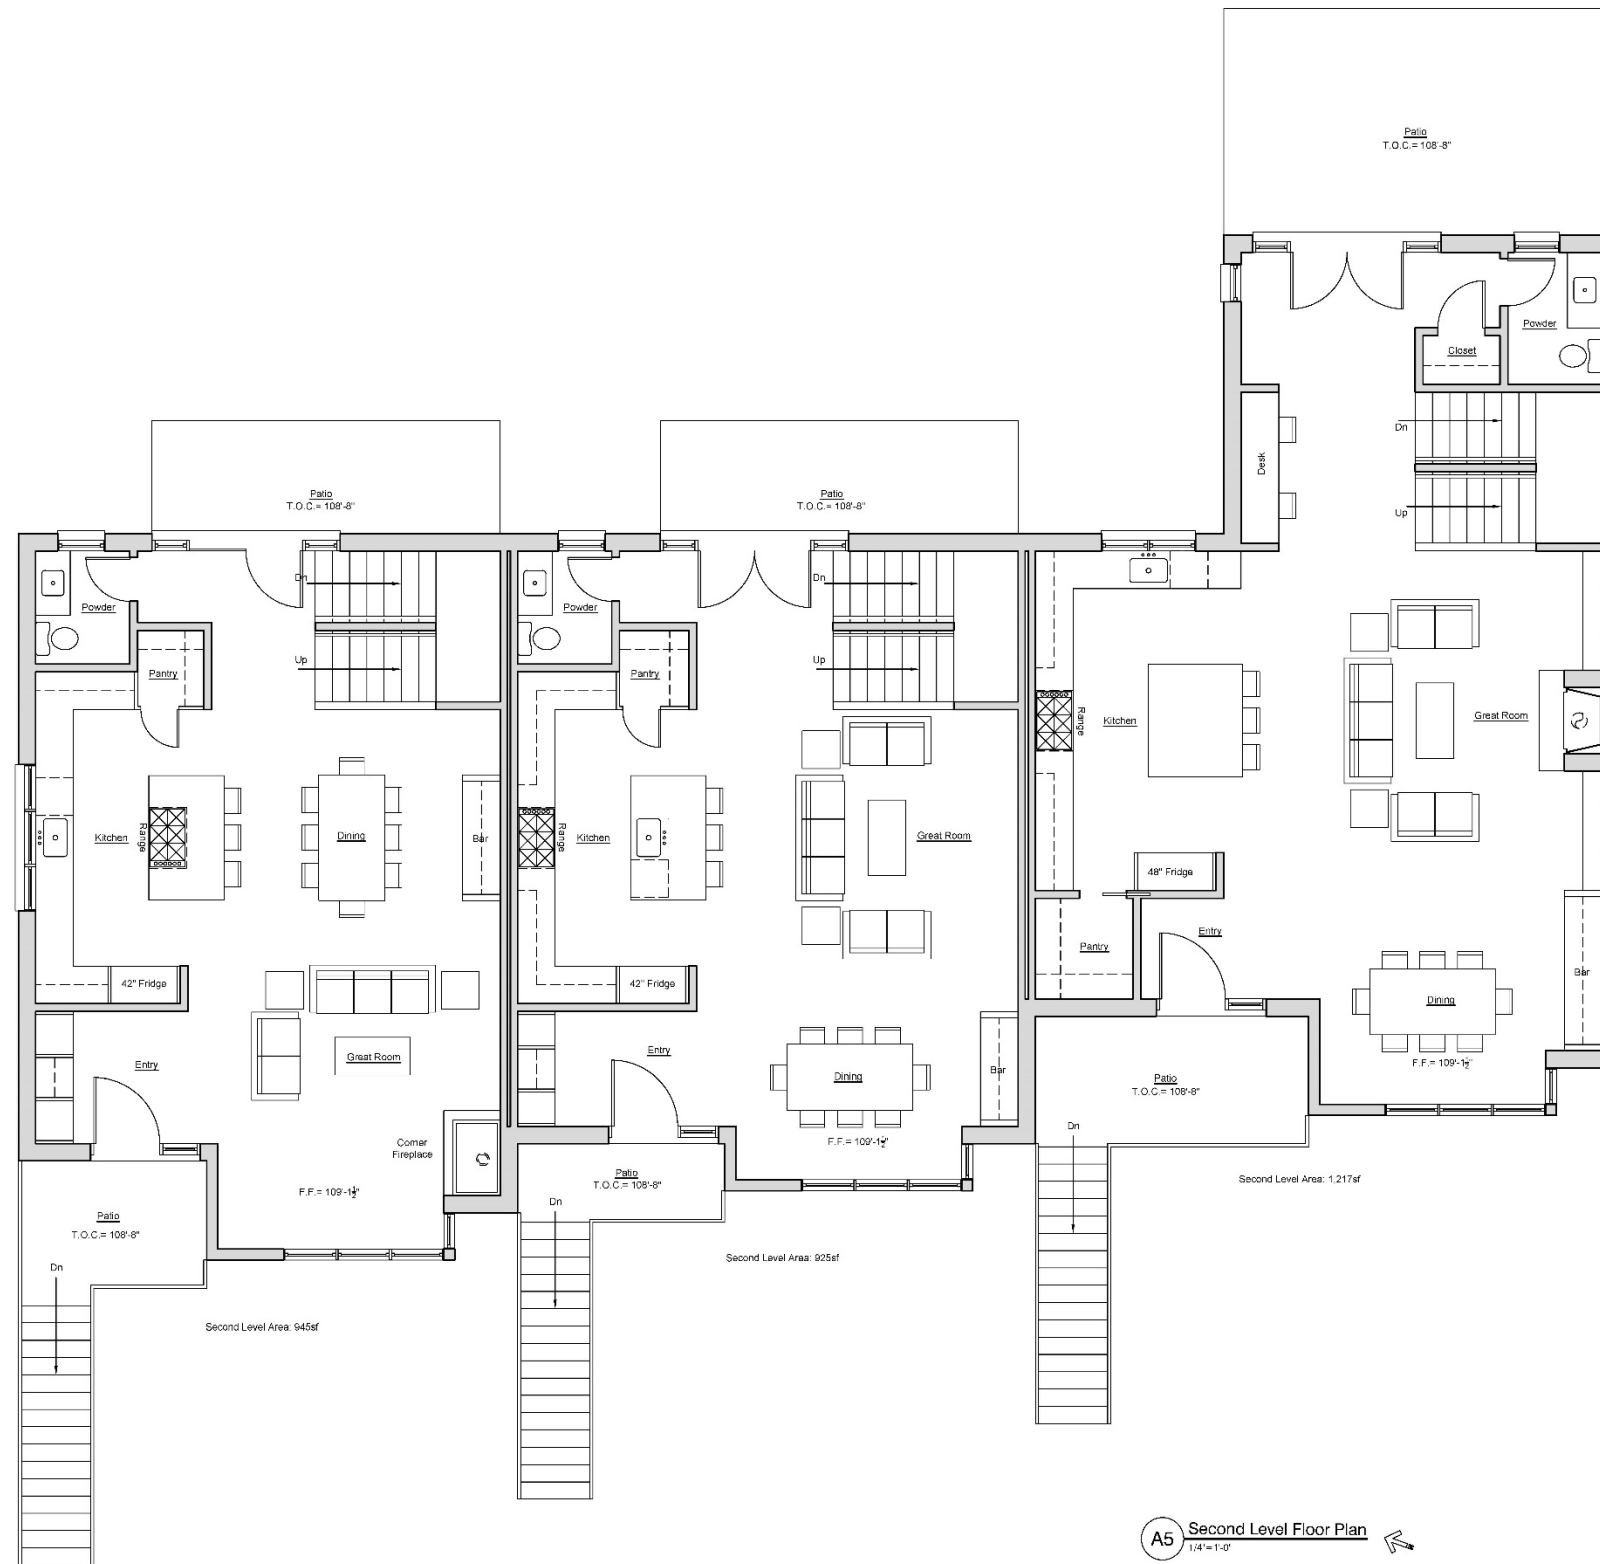 Patio
T.O.C.= 108'-8"
Powder
Closet
Dn
Desk
Up
Patio
T.O.C.= 108'-8"
Patio
T.O.C.= 108'-8"
Dn
Powder
Up
Pantry
Dn
Powder
Up
Pantry
Range
Kitchen
Great Room
Kitchen
Range
Dining
Bar
Range
Kitchen
Great Room
48" Fridge
Entry
Pantry
42" Fridge
42" Fridge
Bar
Dining
F.F.= 109'-1½"
Entry
Great Room
Entry
Dining
Bar
F.F.= 109'-1½"
Patio
T.O.C.= 108'-8"
Dn
Corner
Fireplace
F.F.= 109'-1½"
Patio
T.O.C.= 108'-8"
Dn
Second Level Area: 1,217sf
Patio
T.O.C.= 108'-8"
Dn
Second Level Area: 925sf
Second Level Area: 945sf
A5
Second Level Floor Plan
1/4"=1'-0"